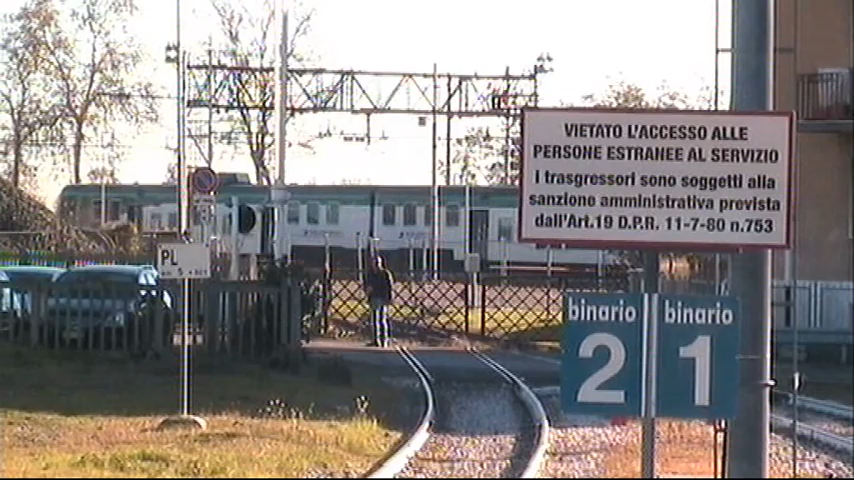 VIETATO L'ACCESSO ALLE
PERSONE ESTRANEE AL SERVIZIO
i trasgressori sono soggetti alla
sanzione amministrativa prevista
dall'Art.19 D.P.R. 11-7-80 n.753
PL
binario
2
binario
1